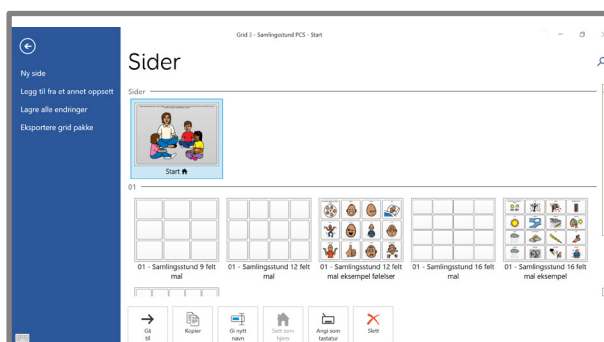 Grid 3 - Samlingsstund PCS - Start
Ny side
Legg til fra et annet oppsett
Lagre alle endringer
Eksportere grid pakke
Sider
Sider
Start
01
01 - Samlingsstund 9 felt
mal
01 - Samlingsstund 12 felt
mal
01 - Samlingsstund 12 felt
mal eksempel følelser
01 - Samlingsstund 16 felt
mal
01 - Samlingsstund 16 felt
mal eksempel
Gå
til
Kopier
Gi nytt
navn
Sett som
hjem
Angi som
tastatur
Slett